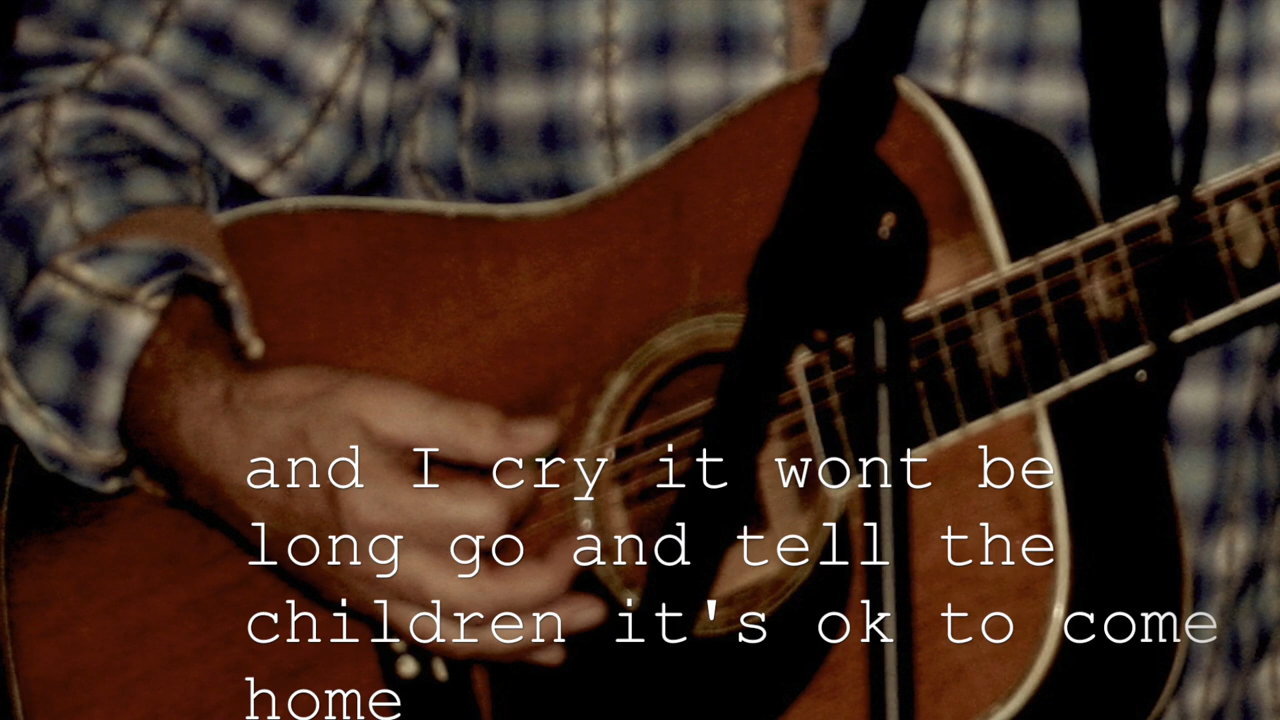 and I cry it wont be
long go and tell the
children it's ok to come
home